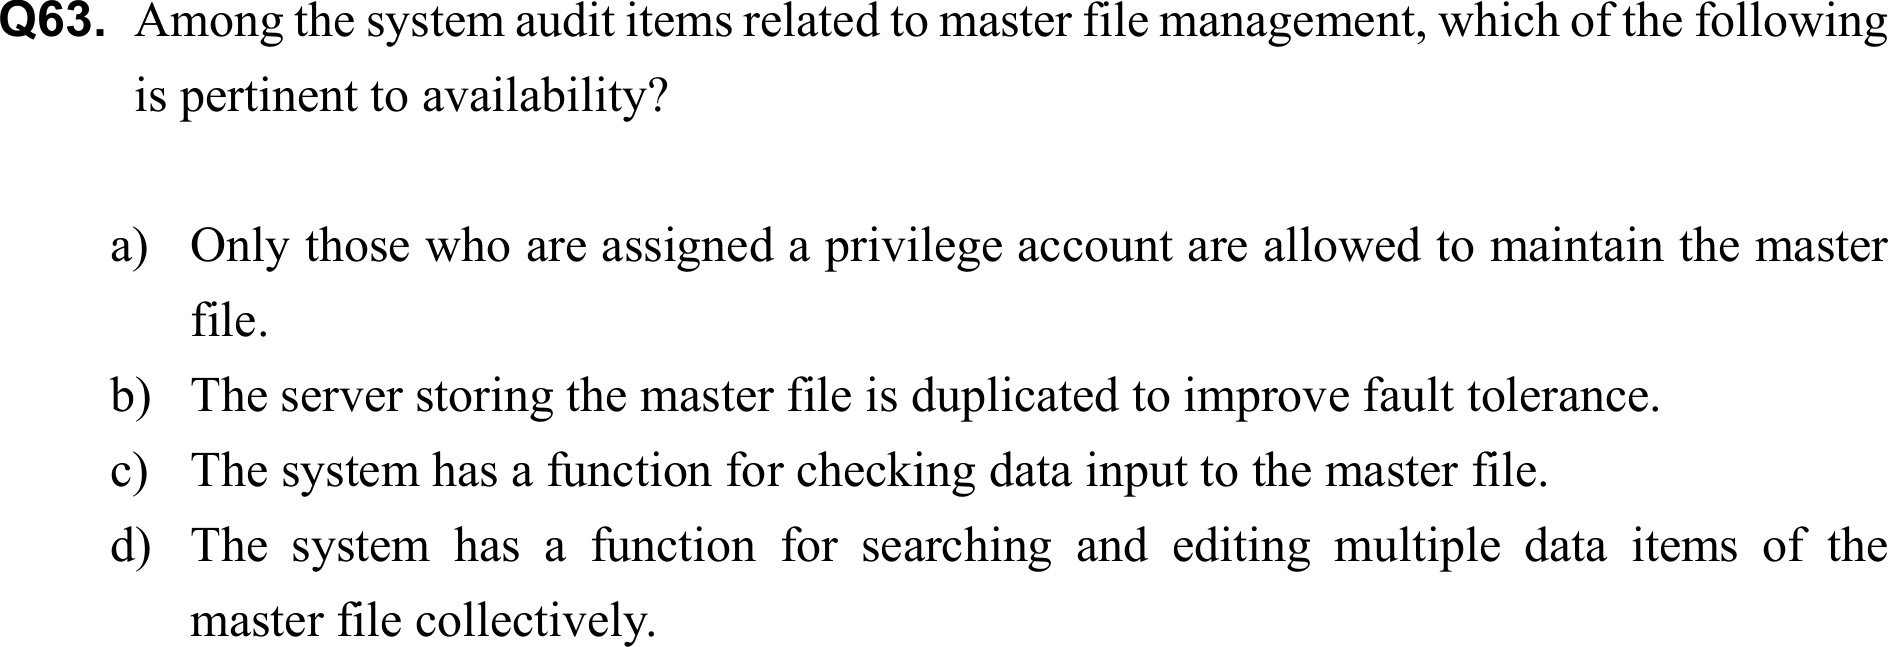 Q63. Among the system audit items related to master file management, which of the following
is pertinent to availability?
a) Only those who are assigned a privilege account are allowed to maintain the master
file.
b) The server storing the master file is duplicated to improve fault tolerance.
c) The system has a function for checking data input to the master file.
d) The system has a function for searching and editing multiple data items of the
master file collectively.